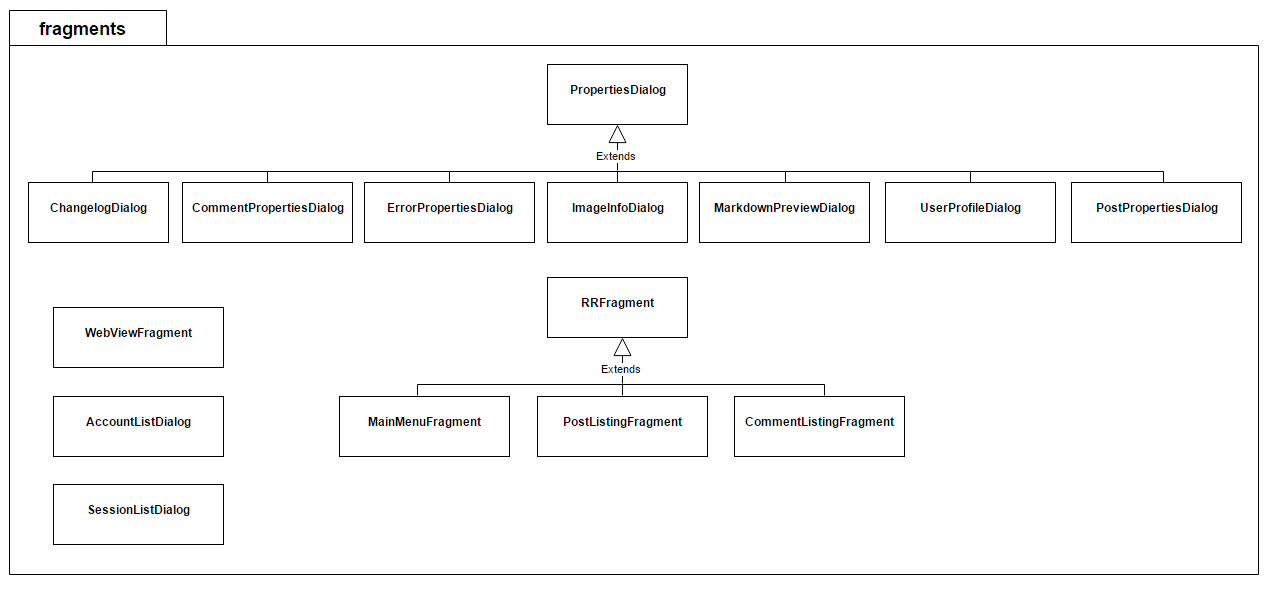 fragments
PropertiesDialog
Extends
ChangelogDialog
CommentPropertiesDialog
ErrorPropertiesDialog
ImageInfoDialog
MarkdownPreviewDialog
UserProfileDialog
PostPropertiesDialog
RRFragment
Extends
WebViewFragment
AccountListDialog
SessionListDialog
MainMenuFragment
PostListingFragment
CommentListingFragment